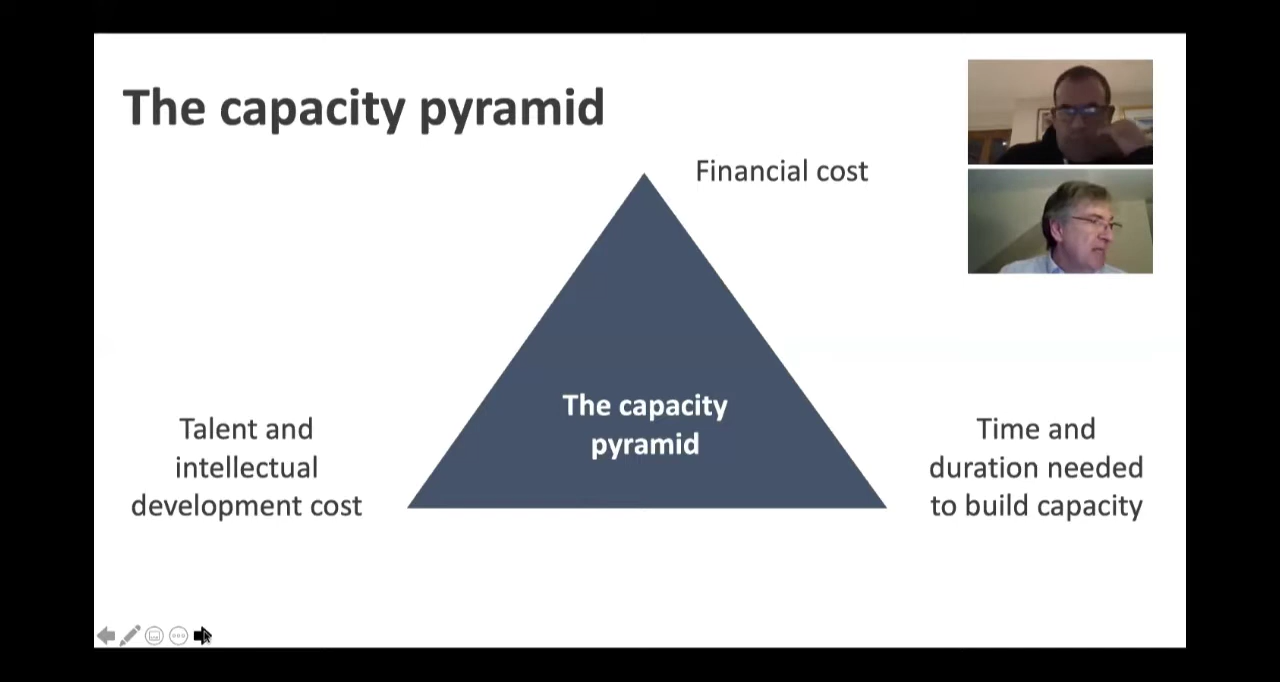 The capacity pyramid
Financial cost
The capacity
pyramid
Talent and
intellectual
development cost
Time and
duration needed
to build capacity